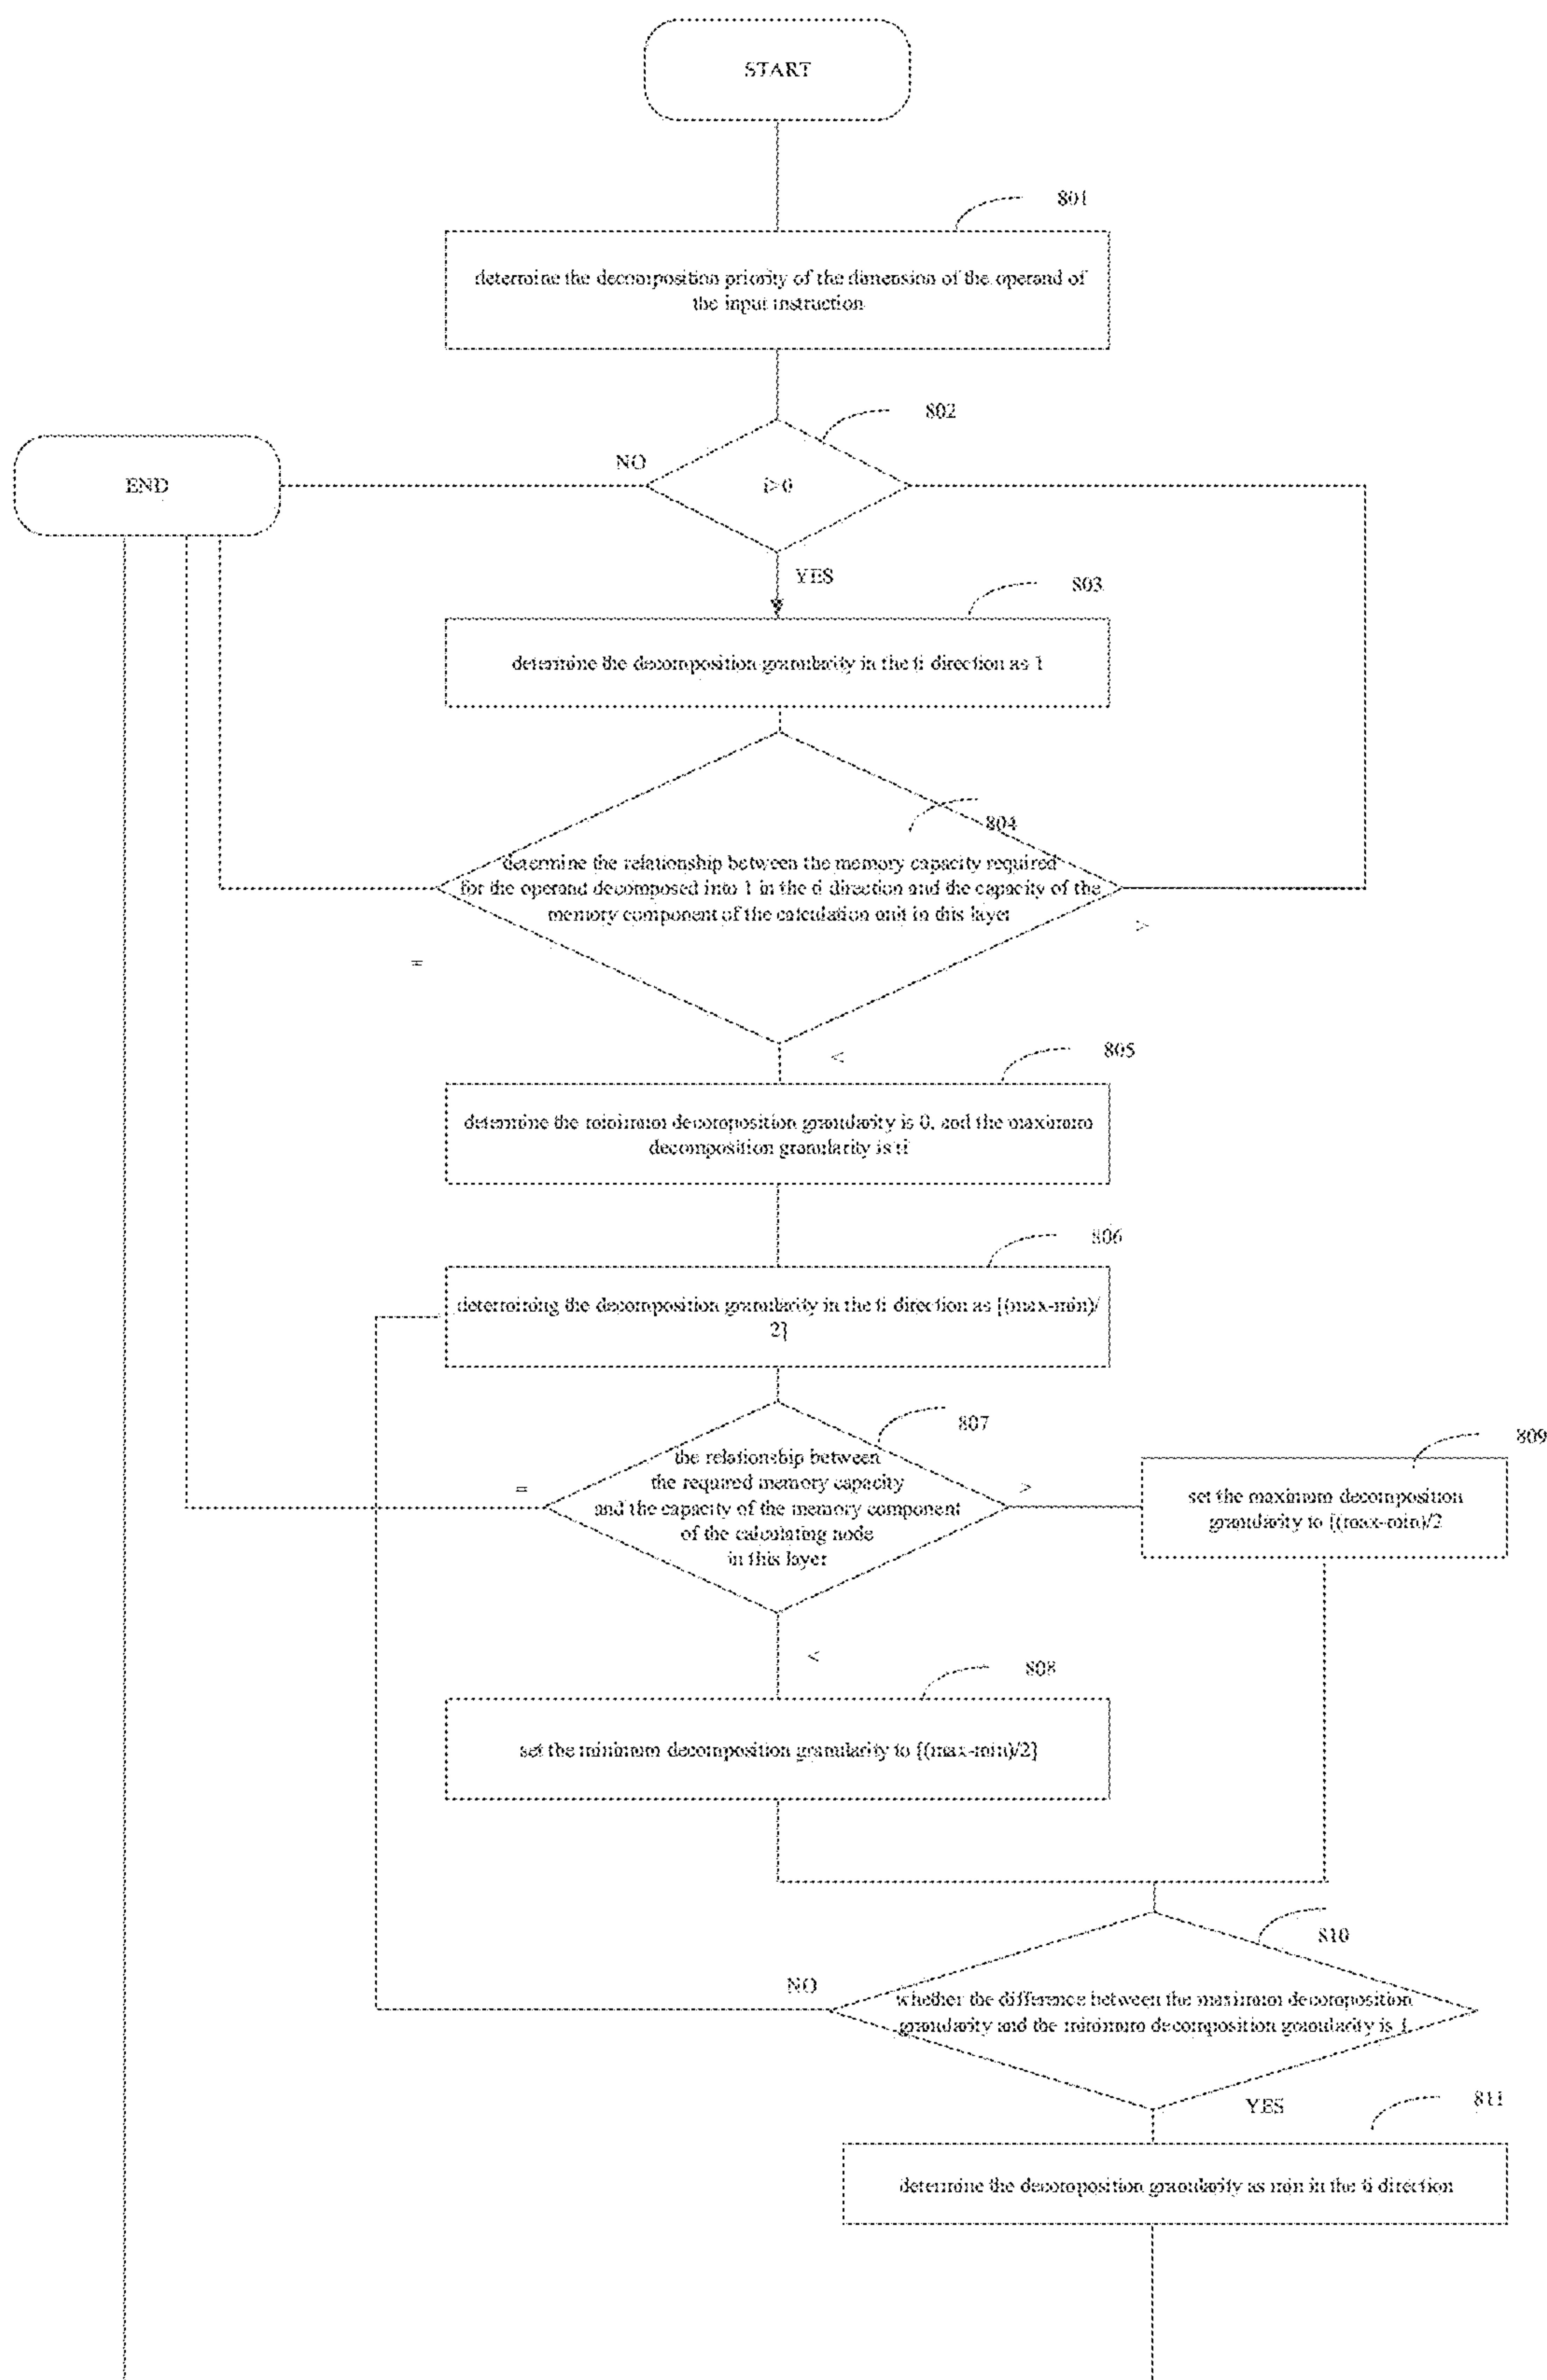 START
801
determine the decomposition priority of the dimension of the operand of
the input instruction
802
NO
i>0
END
YES
803
determine the decomposition granularity in the ti direction as 1
804
determine the relationship between the memory capacity required
for the operand decomposed into 1 in the ti direction and the capacity of the
memory component of the calculation unit in this layer
>
=
<
805
determine the minimum decomposition granularity is 0, and the maximum
decomposition granularity is ti
806
determining the decomposition granularity in the ti direction as [(max-min)/
2]
807
809
the relationship between
the required memory capacity
and the capacity of the memory component
of the calculating node
in this layer
=
>
set the maximum decomposition
granularity to [(max-min)/2
<
808
set the minimum decomposition granularity to [(max-min)/2]
810
NO
whether the difference between the maximum decomposition
granularity and the minimum decomposition granularity is 1
YES
811
determine the decomposition granularity as min in the ti direction